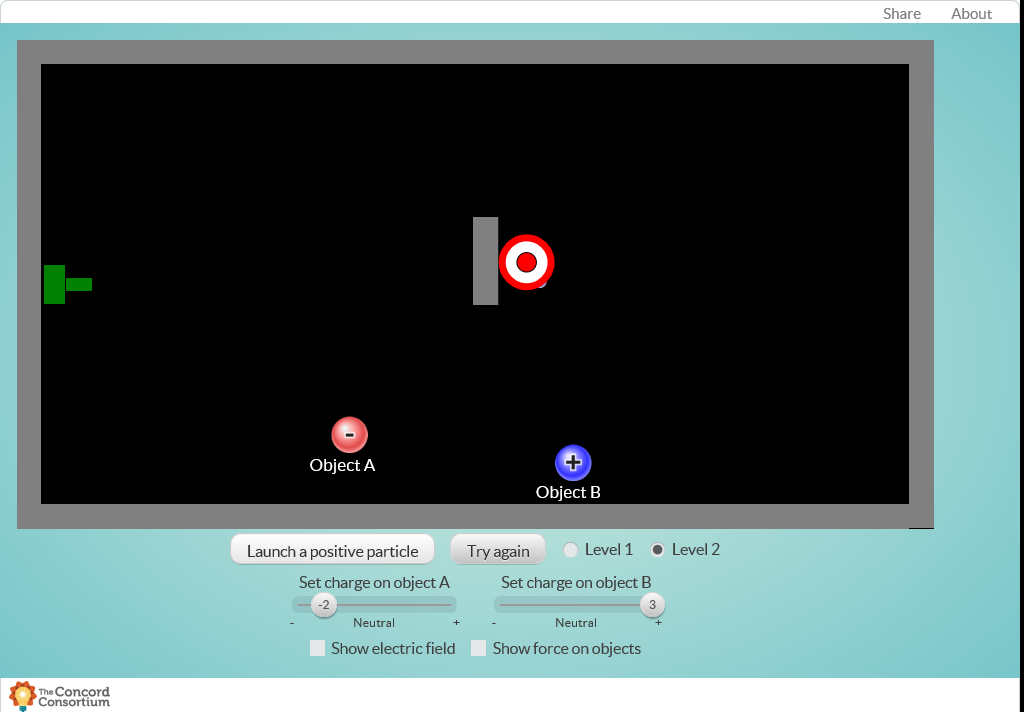 Share About
-
Object A
+
Object B
Launch a positive particle Try again Level 1 Level 2
Set charge on object A Set charge on object B
-2 3
- Neutral + - Neutral +
Show electric field Show force on objects
The Concord
Consortium